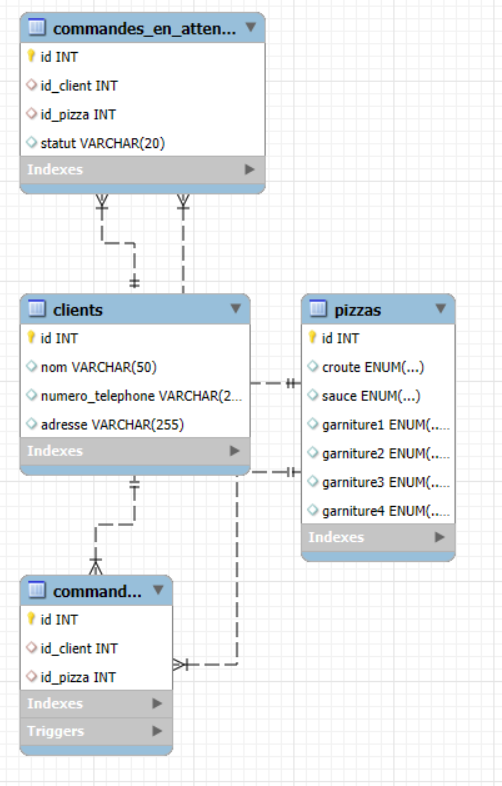 commandes_en_atten...
id INT
id_client INT
id_pizza INT
statut VARCHAR(20)
Indexes
clients
id INT
nom VARCHAR(50)
numero_telephone VARCHAR(2...
adresse VARCHAR(255)
Indexes
pizzas
id INT
croute ENUM(...)
sauce ENUM(...)
garniture1 ENUM(.....
garniture2 ENUM(.....
garniture3 ENUM(.....
garniture4 ENUM(.....
Indexes
command...
id INT
id_client INT
id_pizza INT
Indexes
Triggers